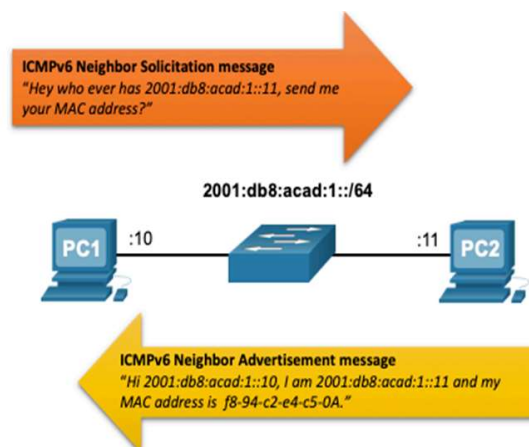 ICMPv6 Neighbor Solicitation message
"Hey who ever has 2001:db8:acad:1::11, send me
your MAC address?"
2001:db8:acad:1::/64
PC1
:10
:11
PC2
ICMPv6 Neighbor Advertisement message
"Hi 2001:db8:acad:1::10, I am 2001:db8:acad:1::11 and my
MAC address is f8-94-c2-e4-c5-0A."